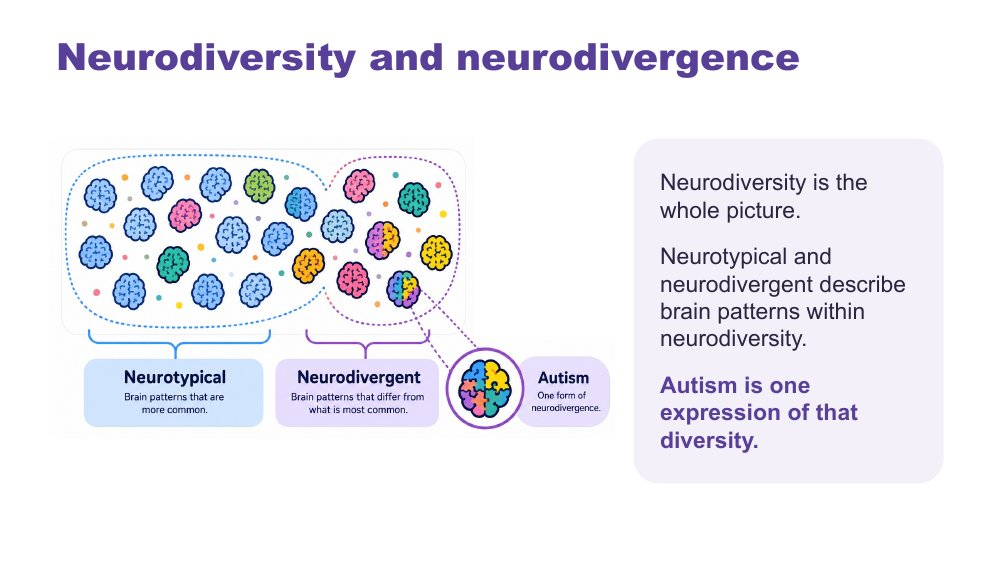 Neurodiversity and neurodivergence
Neurotypical
Brain patterns that are
more common.
Neurodivergent
Brain patterns that differ from
what is most common.
Autism
One form of
neurodivergence.
Neurodiversity is the
whole picture.
Neurotypical and
neurodivergent describe
brain patterns within
neurodiversity.
Autism is one
expression of that
diversity.